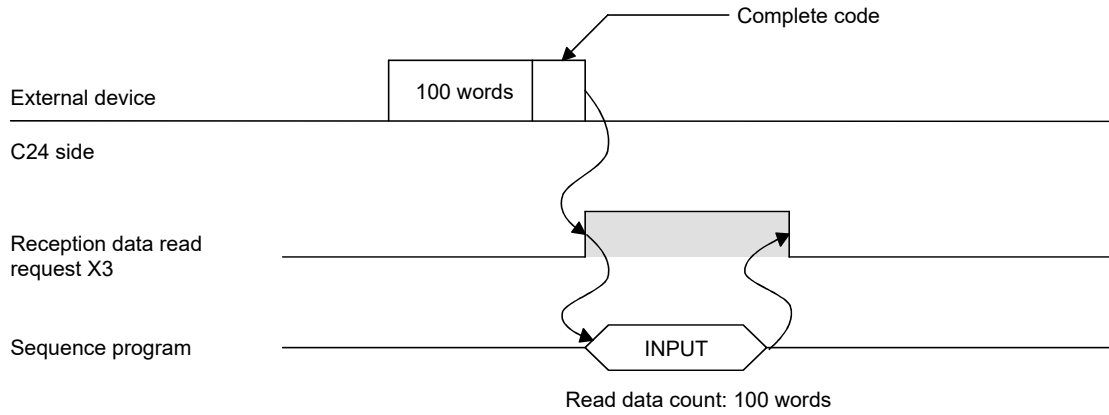 Complete code
100 words
External device
C24 side
Reception data read
request X3
Sequence program
INPUT
Read data count: 100 words